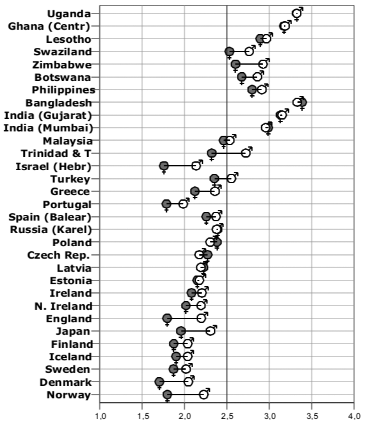 Uganda
Ghana (Centr)
Lesotho
Swaziland
Zimbabwe
Botswana
Philippines
Bangladesh
India (Gujarat)
India (Mumbai)
Malaysia
Trinidad & T
Israel (Hebr)
Turkey
Greece
Portugal
Spain (Balear)
Russia (Karel)
Poland
Czech Rep.
Latvia
Estonia
Ireland
N. Ireland
England
Japan
Finland
Iceland
Sweden
Denmark
Norway
1,0 1,5 2,0 2,5 3,0 3,5 4,0